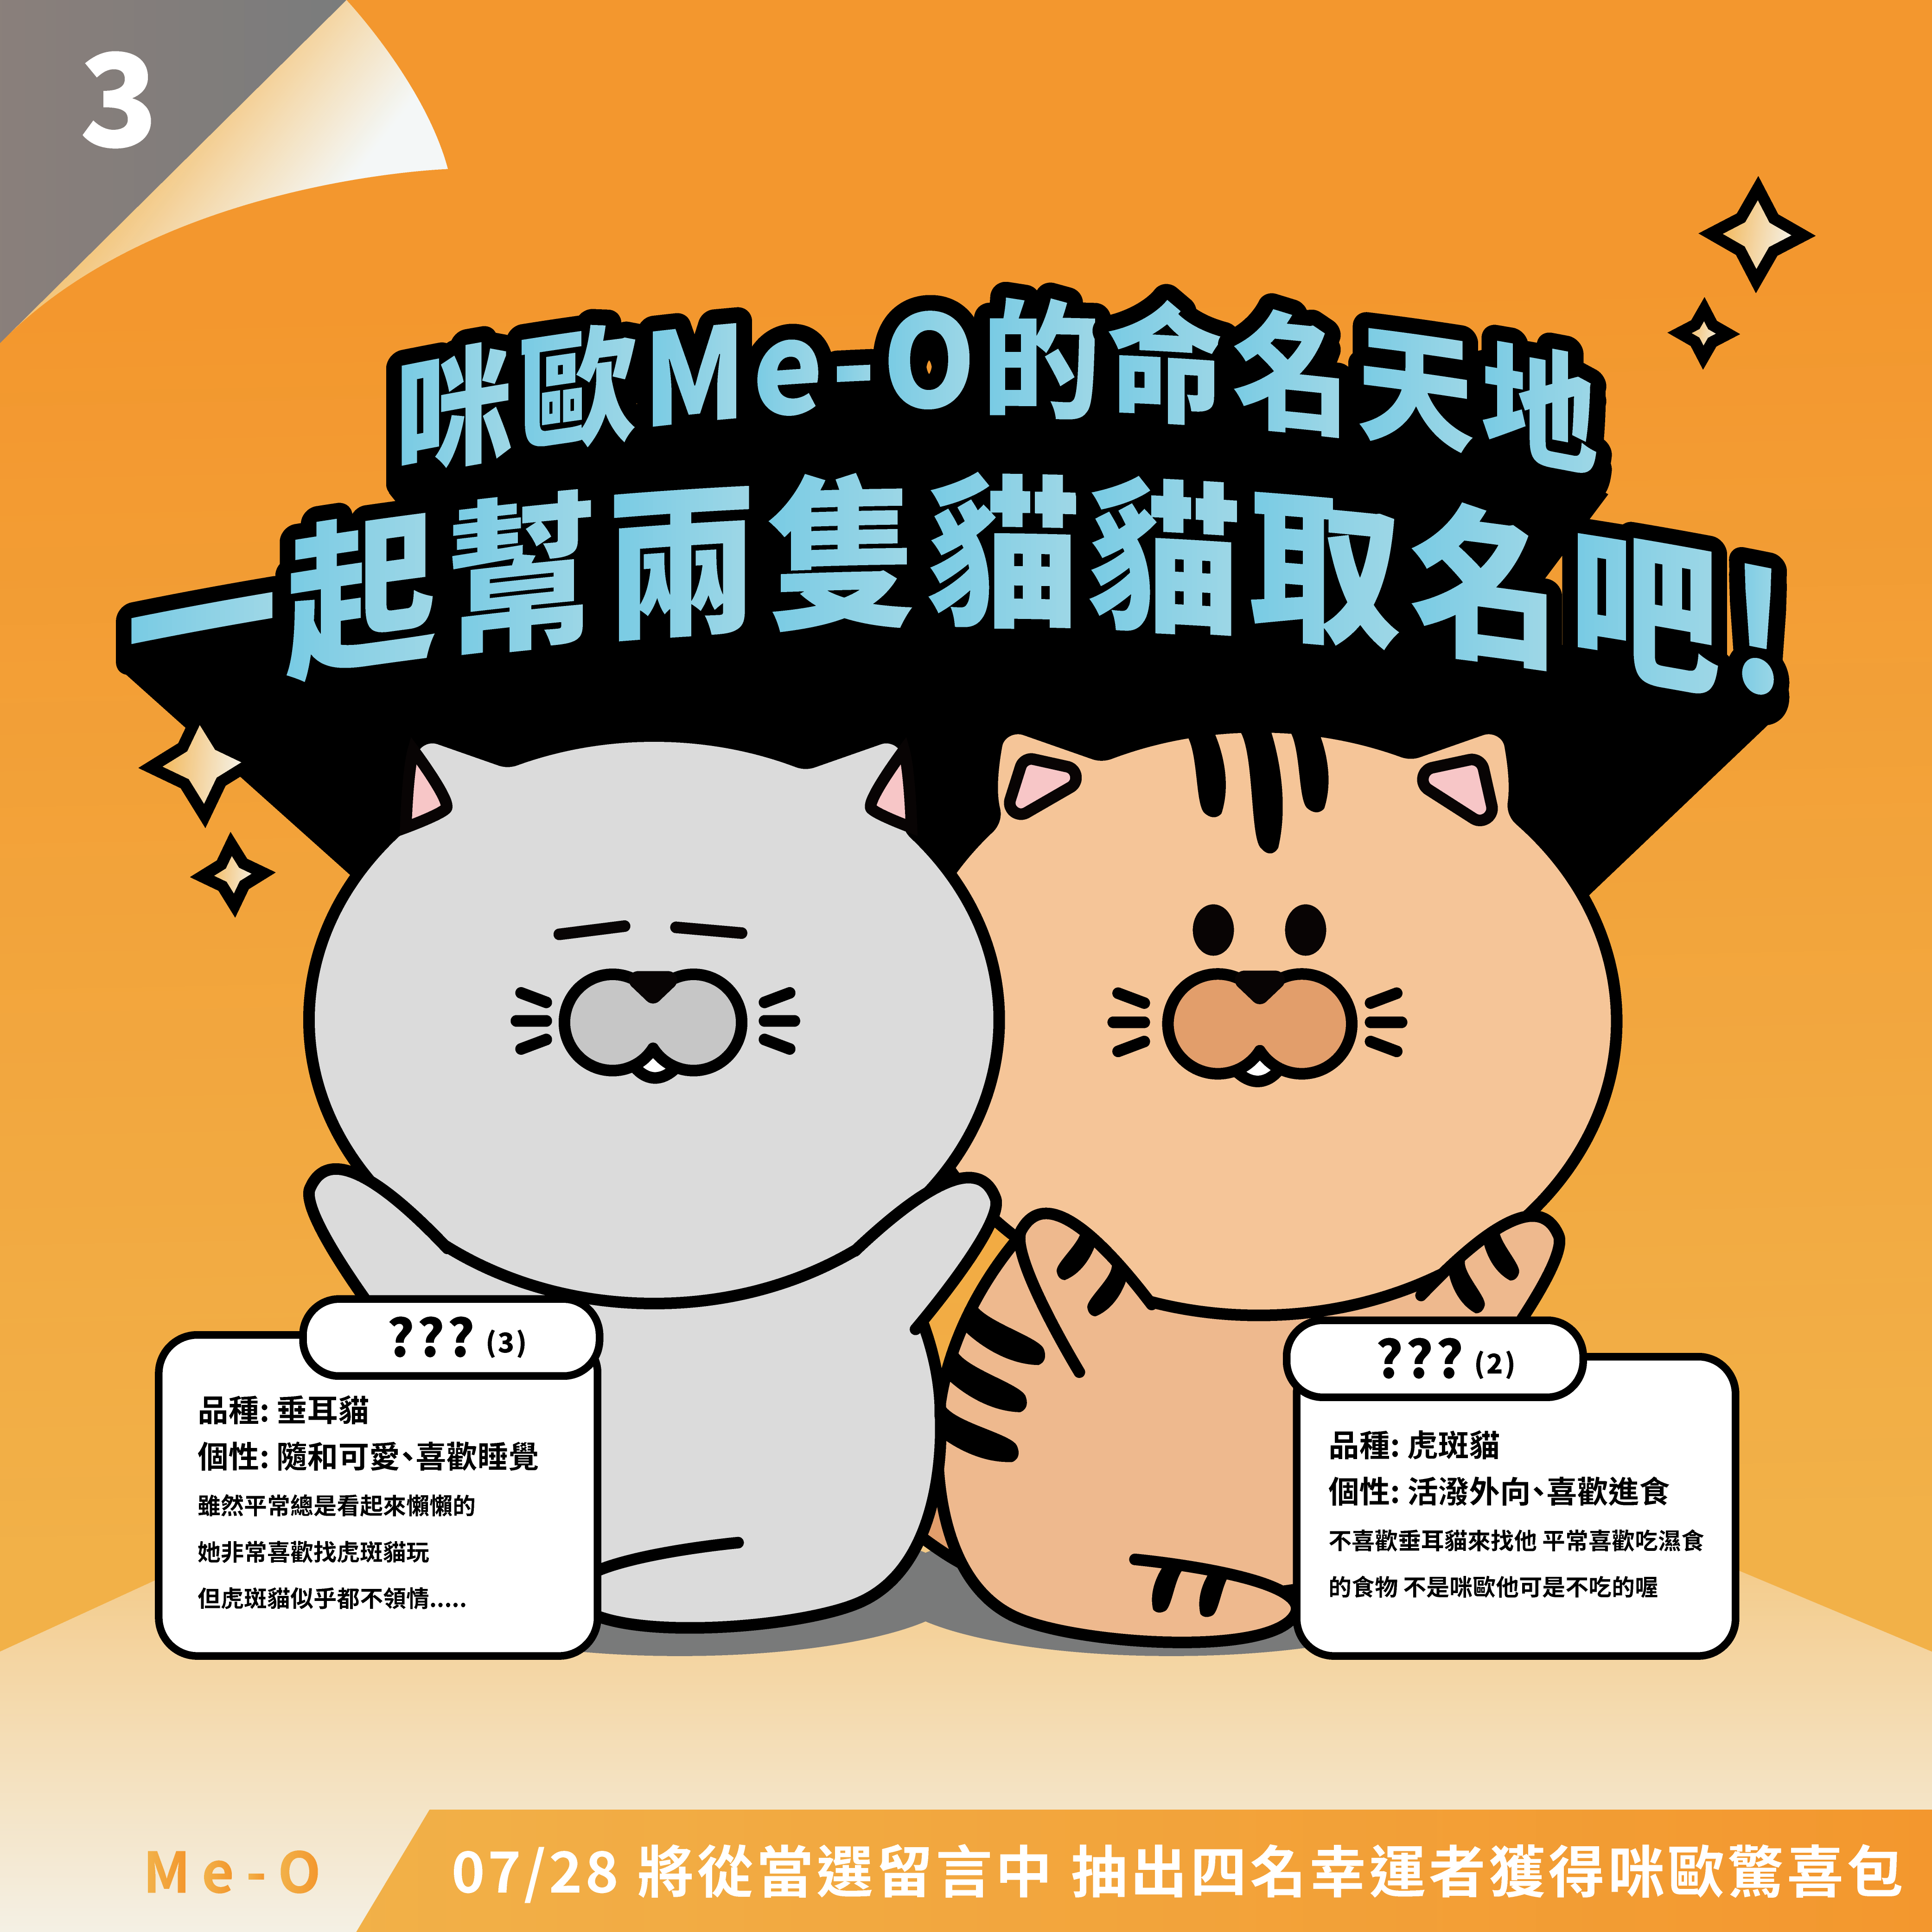 3
咪歐Me-O的命名天地
一起幫兩隻貓貓取名吧!
???(3)
品種:垂耳貓
個性:隨和可愛、喜歡睡覺
雖然平常總是看起來懶懶的
她非常喜歡找虎斑貓玩
但虎斑貓似乎都不領情.....
???(2)
品種:虎斑貓
個性:活潑外向、喜歡進食
不喜歡垂耳貓來找他 平常喜歡吃濕食
的食物 不是咪歐他可是不吃的喔
Me-O
07/28 將從當選留言中 抽出四名幸運者獲得咪歐驚喜包